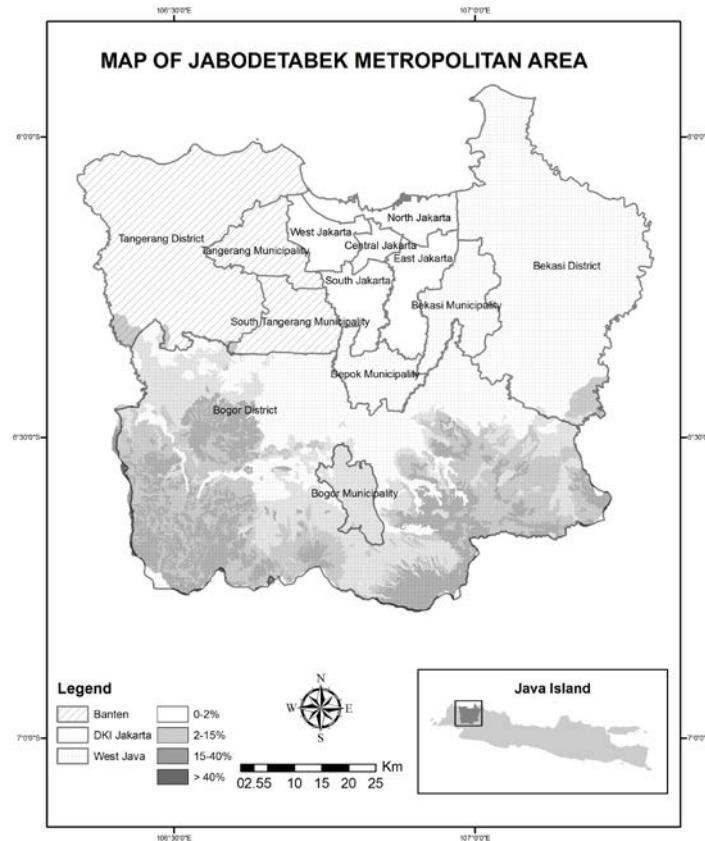 106°30'0"E
107°0'0"E
MAP OF JABODETABEK METROPOLITAN AREA
6°0'0"S
6°0'0"S
North Jakarta
West Jakarta
Tangerang District
Central Jakarta
Tangerang Municipality
East Jakarta
Bekasi District
South Jakarta
Bekasi Municipality
South Tangerang Municipality
Depok Municipality
Bogor District
6°30'0"S
6°30'0"S
Bogor Municipality
Legend
Banten
DKI Jakarta
West Java
0-2%
2-15%
15-40%
> 40%
N
W
E
S
Km
02.55 10 15 20 25
Java Island
7°0'0"S
7°0'0"S
106°30'0"E
107°0'0"E